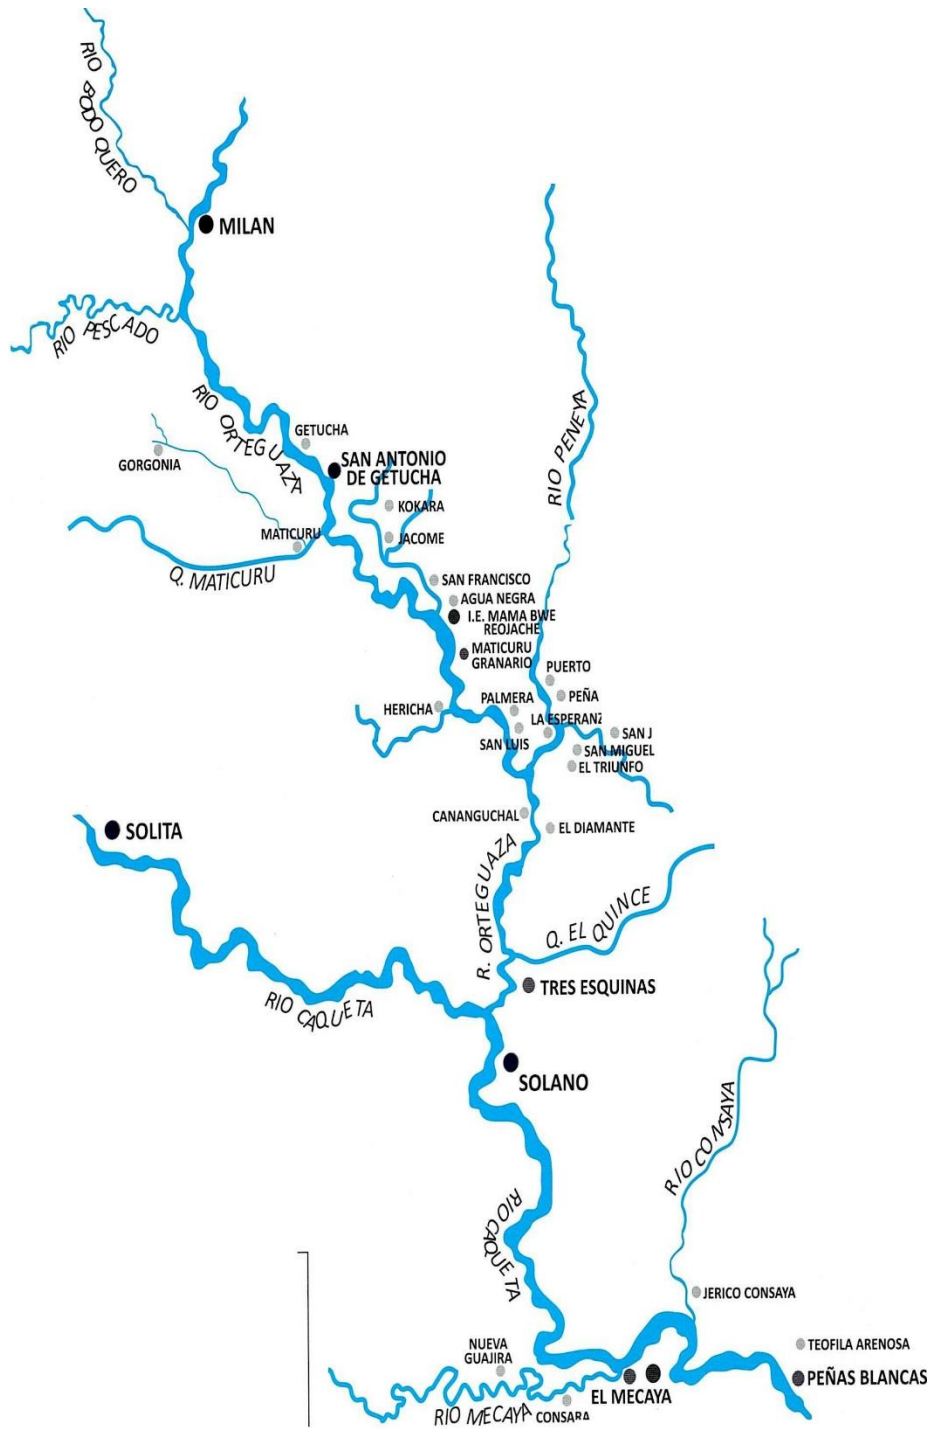 RIO BODOQUERO
MILAN
RIO PESCADO
RIO ORTEGUAZA
GETUCHA
SAN ANTONIO
DE GETUCHA
GORGONIA
RIO PENEYA
KOKARA
MATICURU
JACOME
Q. MATICURU
SAN FRANCISCO
AGUA NEGRA
I.E. MAMA BWE
REOJACHE
MATICURU
GRANARIO
PUERTO
PEÑA
PALMERA
HERICHA
LA ESPERANZ
SAN J
SAN LUIS
SAN MIGUEL
EL TRIUNFO
CANANGUCHAL
EL DIAMANTE
SOLITA
R. ORTEGUAZA
Q. EL QUINCE
TRES ESQUINAS
RIO CAQUETA
SOLANO
RIO CONSAYA
RIO CAQUETA
JERICO CONSAYA
TEOFILA ARENOSA
NUEVA
GUAJIRA
PEÑAS BLANCAS
EL MECAYA
RIO MECAYA
CONSARA